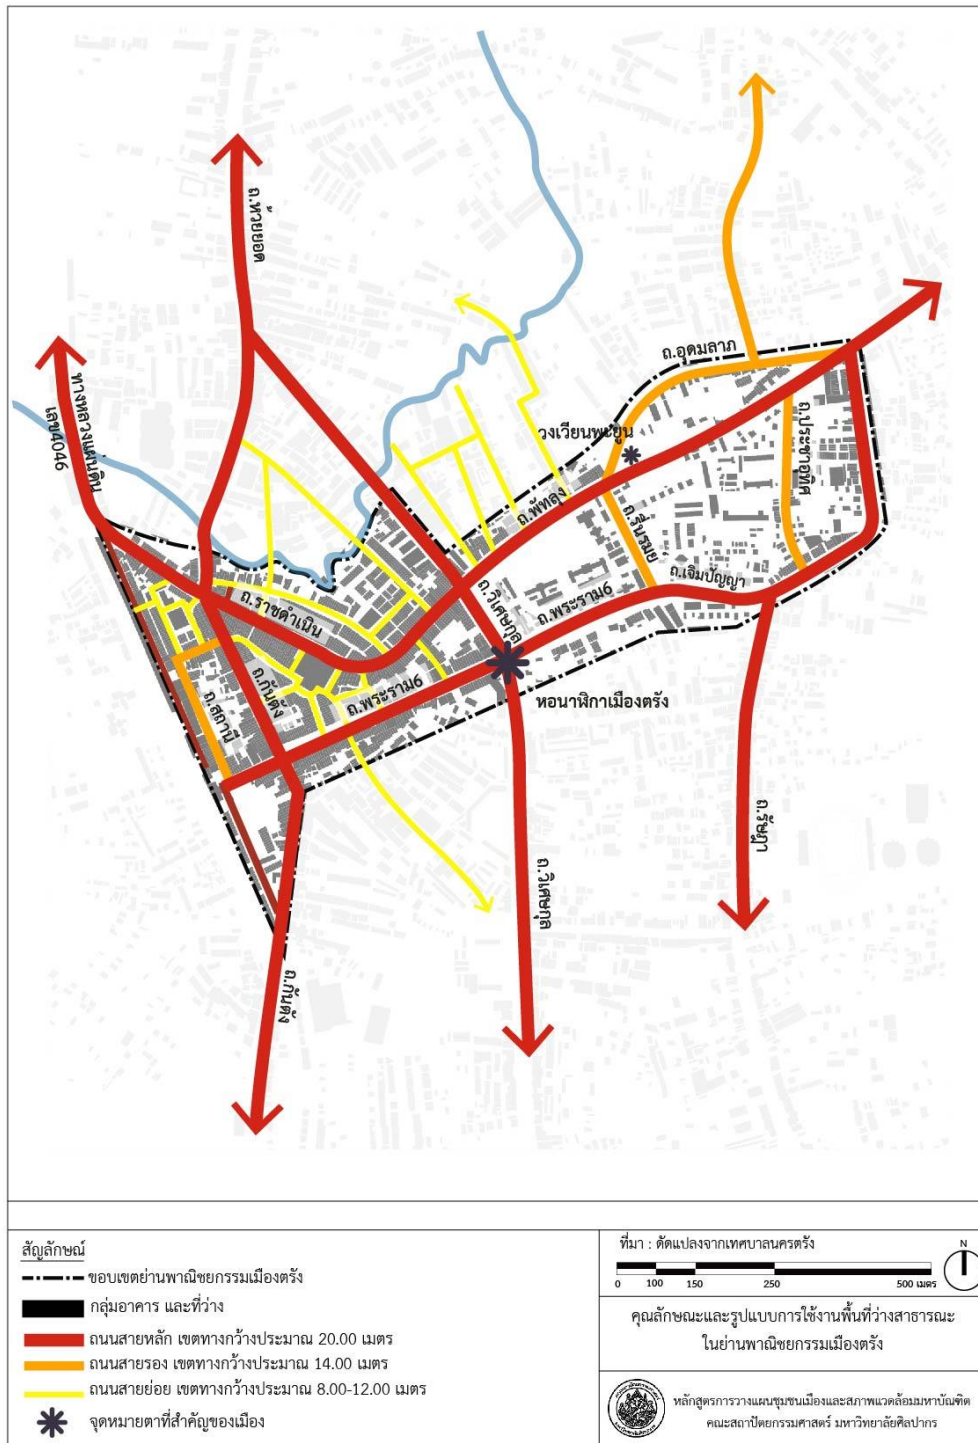 ถ.ห้วยยอด
ทางหลวงแผ่นดิน
เลข4046
ถ.อุดมลาภ
วงเวียนพะยูน
ถ.ประชาอุทิศ
ถ.พัทลุง
ถ.รื่นรมย์
ถ.เจิมปัญญา
ถ.วิเศษกุล
ถ.พระราม6
ถ.ราชดำเนิน
ถ.กันตัง
ถ.สถานี
ถ.พระราม6
หอนาฬิกาเมืองตรัง
ถ.รัษฎา
ถ.วิเศษกุล
ถ.กันตัง
สัญลักษณ์
ขอบเขตย่านพาณิชยกรรมเมืองตรัง
กลุ่มอาคาร และที่ว่าง
ถนนสายหลัก เขตทางกว้างประมาณ 20.00 เมตร
ถนนสายรอง เขตทางกว้างประมาณ 14.00 เมตร
ถนนสายย่อย เขตทางกว้างประมาณ 8.00-12.00 เมตร
จุดหมายตาที่สำคัญของเมือง
ที่มา : ดัดแปลงจากเทศบาลนครตรัง
N
0 100 150 250 500 เมตร
คุณลักษณะและรูปแบบการใช้งานพื้นที่ว่างสาธารณะ
ในย่านพาณิชยกรรมเมืองตรัง
หลักสูตรการวางแผนชุมชนเมืองและสภาพแวดล้อมมหาบัณฑิต
คณะสถาปัตยกรรมศาสตร์ มหาวิทยาลัยศิลปากร